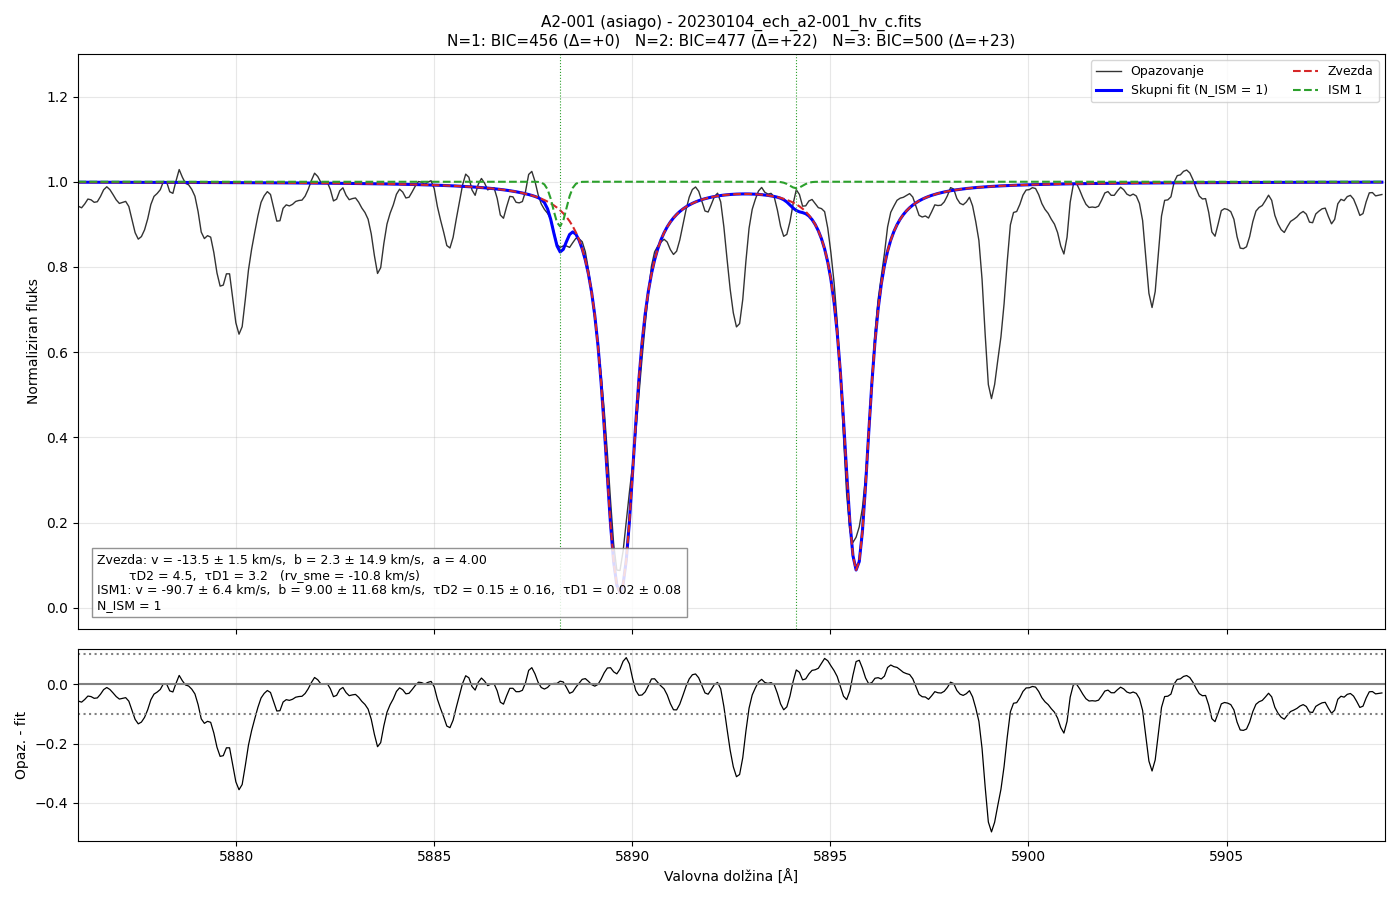 A2-001 (asiago) - 20230104_ech_a2-001_hv_c.fits
N=1: BIC=456 (Δ=+0)   N=2: BIC=477 (Δ=+22)   N=3: BIC=500 (Δ=+23)
Opazovanje
Skupni fit (N_ISM = 1)
Zvezda
ISM 1
Normaliziran fluks
1.2
1.0
0.8
0.6
0.4
0.2
0.0
Zvezda: v = -13.5 ± 1.5 km/s,  b = 2.3 ± 14.9 km/s,  a = 4.00
τD2 = 4.5,  τD1 = 3.2   (rv_sme = -10.8 km/s)
ISM1: v = -90.7 ± 6.4 km/s,  b = 9.00 ± 11.68 km/s,  τD2 = 0.15 ± 0.16,  τD1 = 0.02 ± 0.08
N_ISM = 1
Opaz. - fit
0.0
−0.2
−0.4
5880
5885
5890
5895
5900
5905
Valovna dolžina [Å]